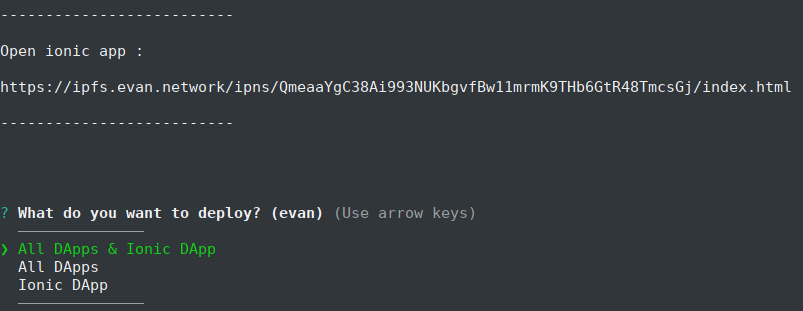 --------------------------
Open ionic app :
https://ipfs.evan.network/ipns/QmeaaYgC38Ai993NUKbgvfBw11mrmK9THb6GtR48TmcsGj/index.html
--------------------------
? What do you want to deploy? (evan) (Use arrow keys)
──────────────
❯ All DApps & Ionic DApp
All DApps
Ionic DApp
──────────────